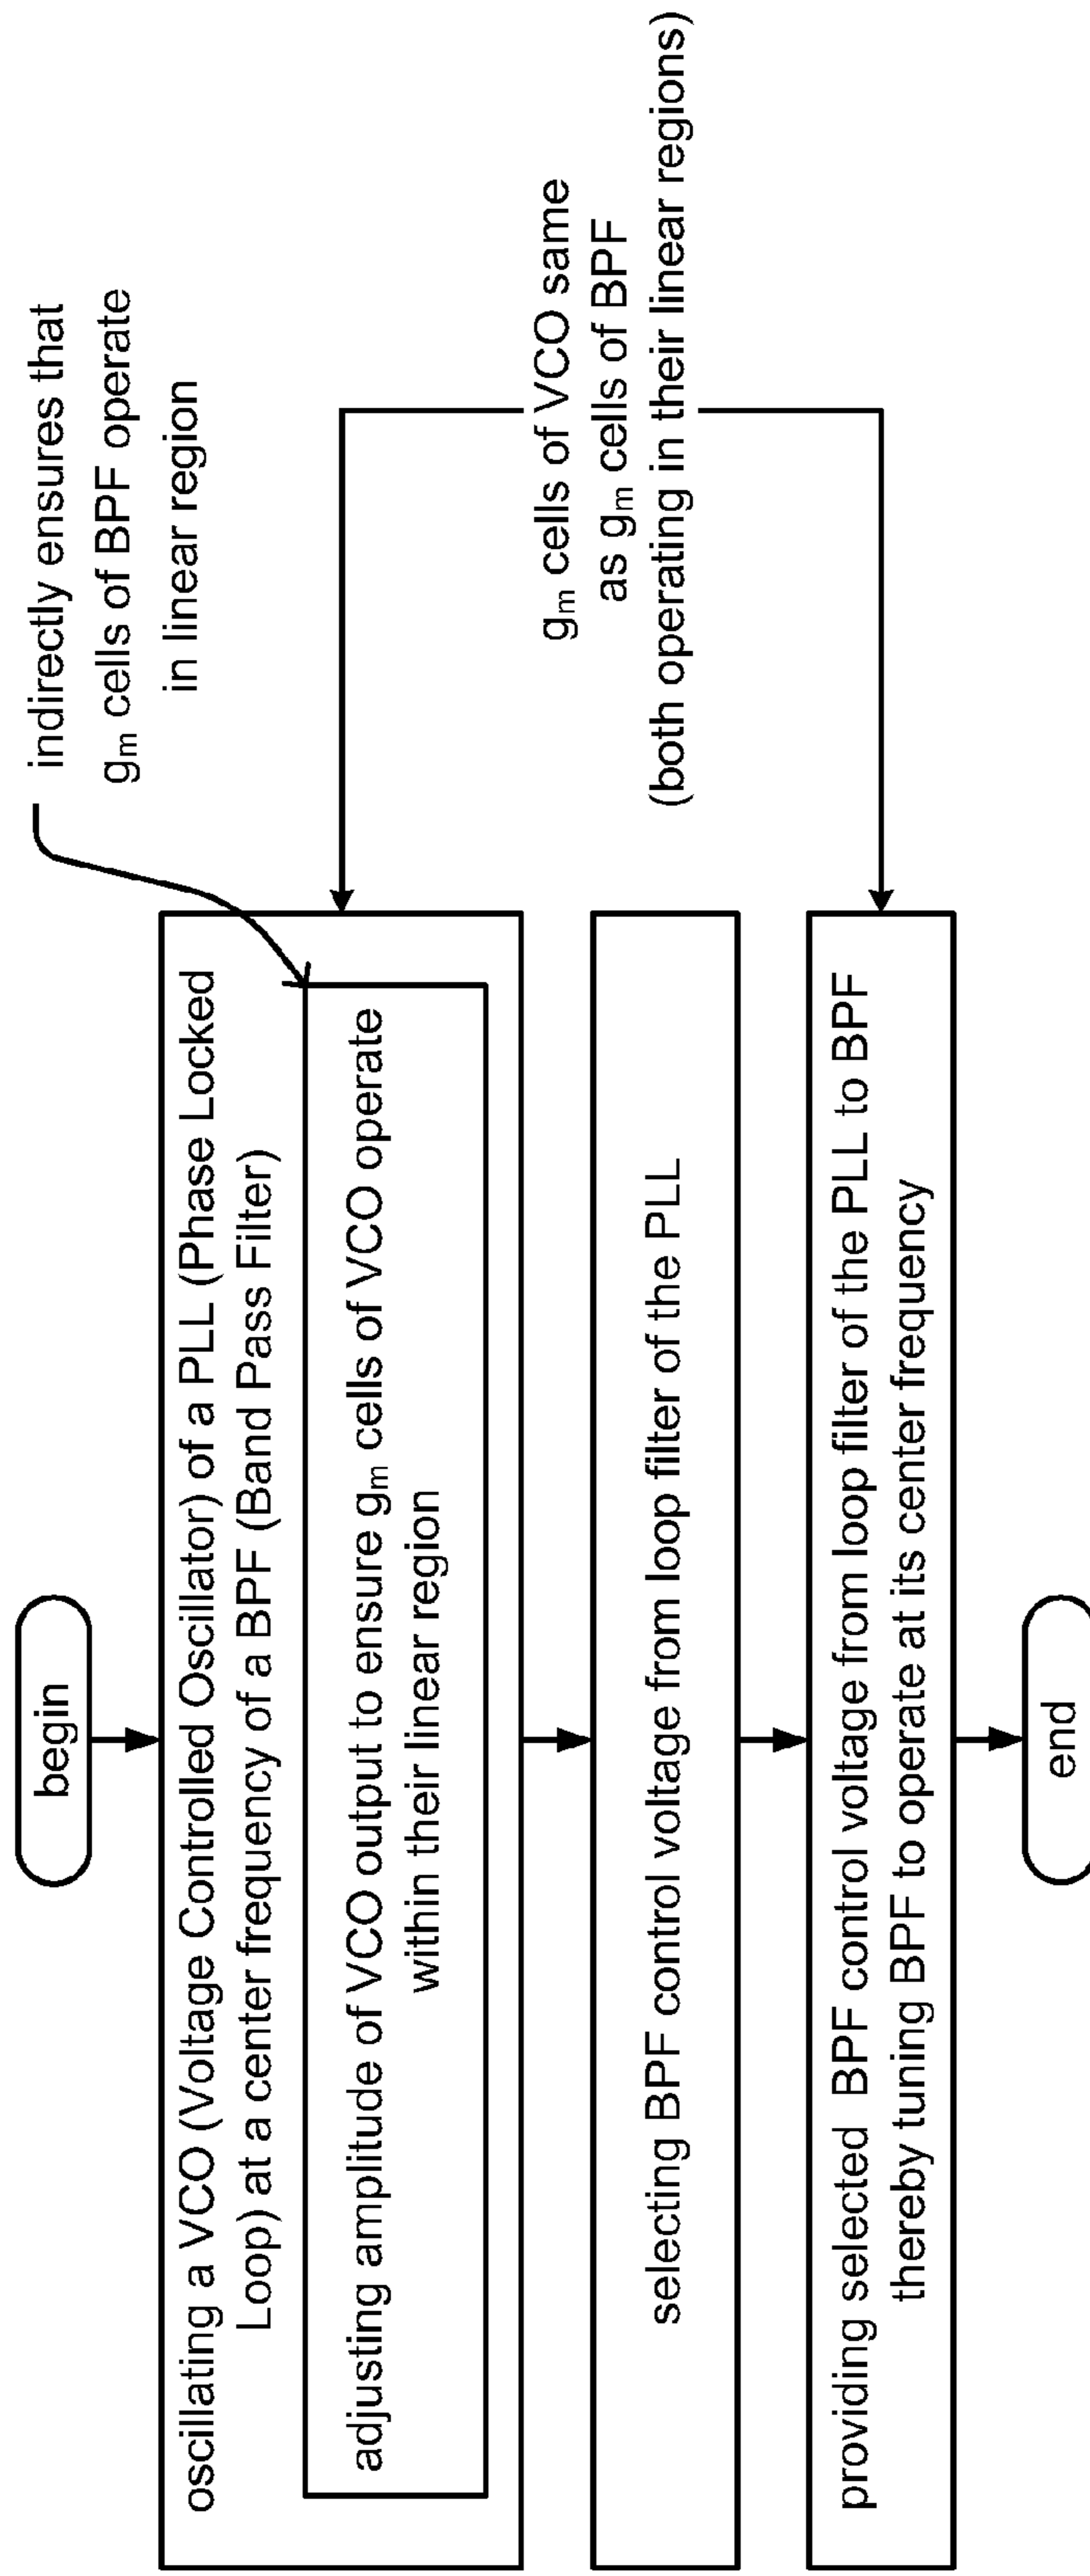 begin
oscillating a VCO (Voltage Controlled Oscillator) of a PLL (Phase Locked
Loop) at a center frequency of a BPF (Band Pass Filter)
adjusting amplitude of VCO output to ensure gm cells of VCO operate
within their linear region
indirectly ensures that
gm cells of BPF operate
in linear region
selecting BPF control voltage from loop filter of the PLL
gm cells of VCO same
as gm cells of BPF
(both operating in their linear regions)
providing selected BPF control voltage from loop filter of the PLL to BPF
thereby tuning BPF to operate at its center frequency
end